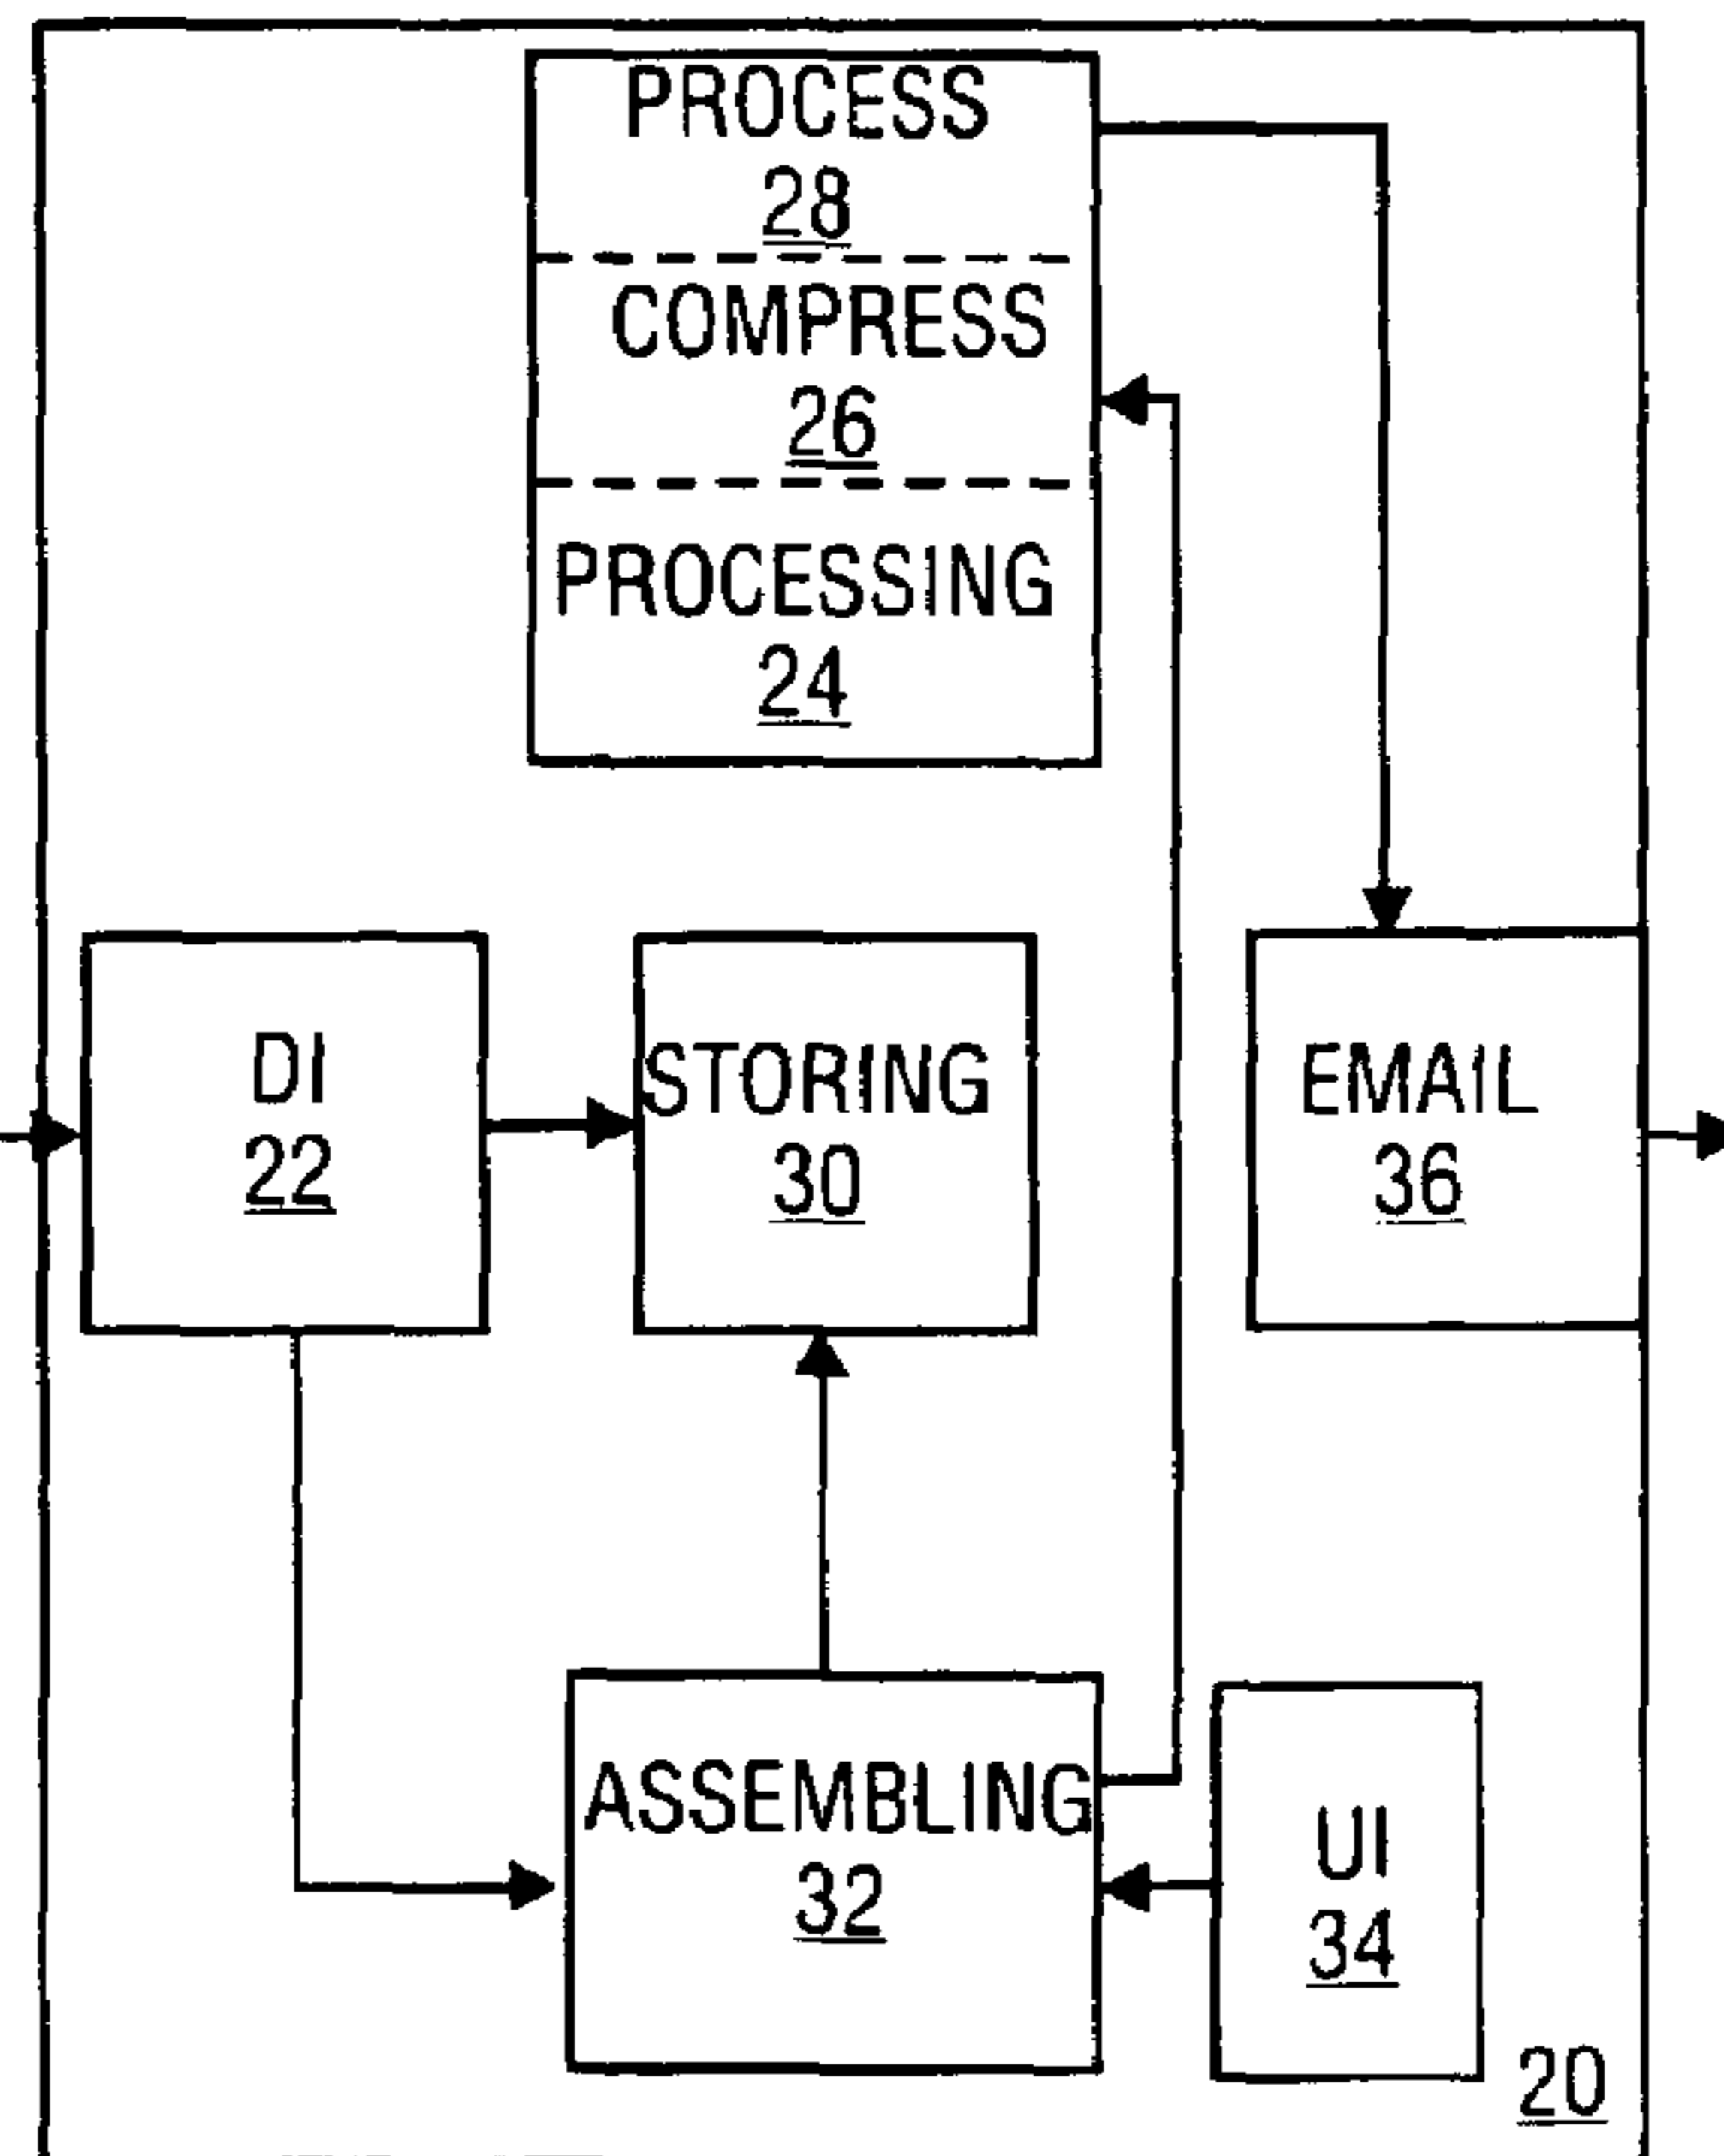 PROCESS
28
COMPRESS
26
PROCESSING
24
DI
22
STORING
30
EMAIL
36
ASSEMBLING
32
UI
34
20